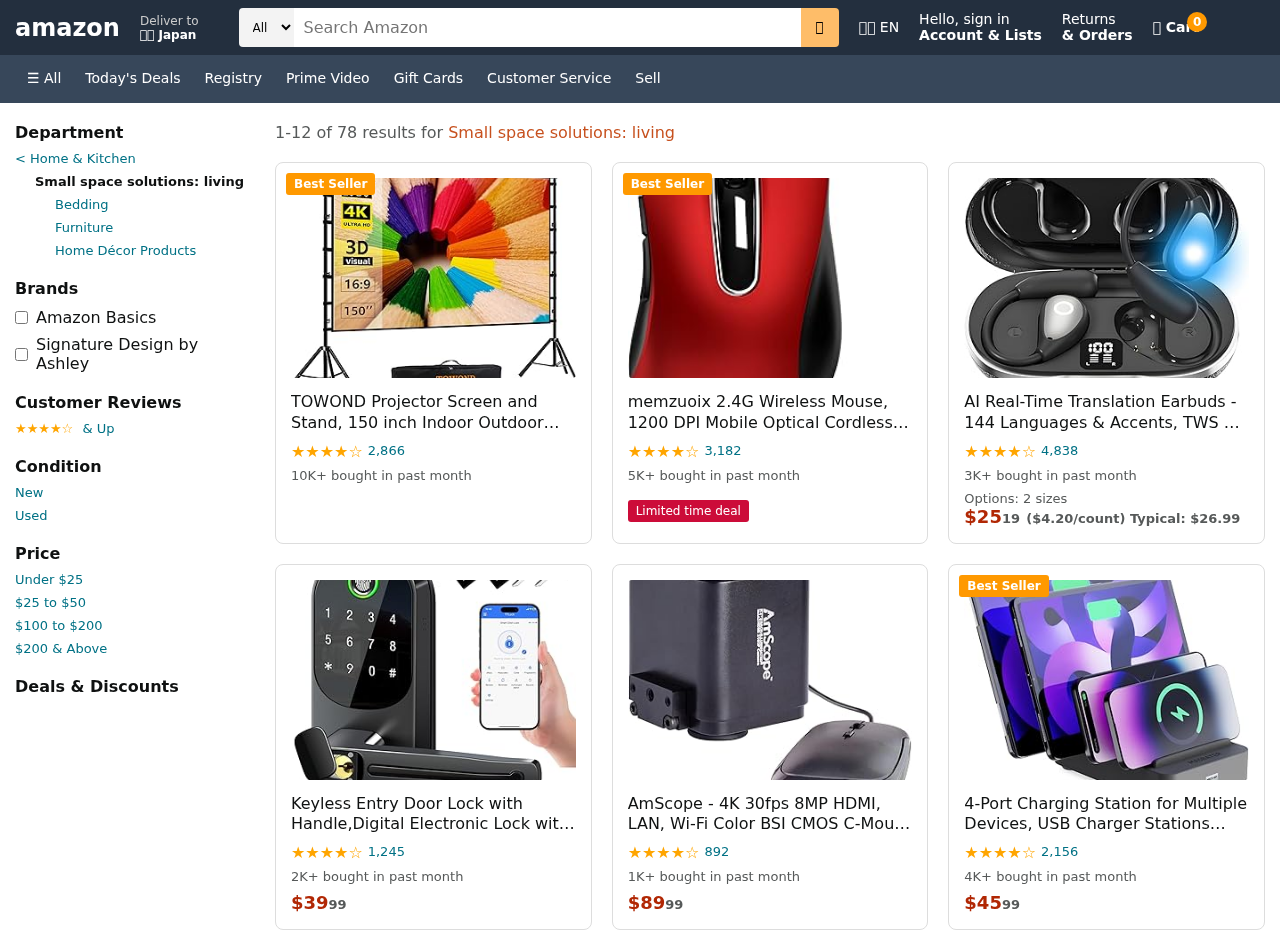 amazon
Deliver to
Japan
All
Search Amazon
EN
Hello, sign in
Account & Lists
Returns
& Orders
0
☰ All
Today's Deals
Registry
Prime Video
Gift Cards
Customer Service
Sell
Department
< Home & Kitchen
Small space solutions: living
Bedding
Furniture
Home Décor Products
Brands
Amazon Basics
Signature Design by
Ashley
Customer Reviews
★★★★☆ & Up
Condition
New
Used
Price
Under $25
$25 to $50
$100 to $200
$200 & Above
Deals & Discounts
1-12 of 78 results for Small space solutions: living
Best Seller
4K
ULTRA HD
3D
Visual
16:9
150''
TOWOND Projector Screen and
Stand, 150 inch Indoor Outdoor…
★★★★☆ 2,866
10K+ bought in past month
Best Seller
memzuoix 2.4G Wireless Mouse,
1200 DPI Mobile Optical Cordless…
★★★★☆ 3,182
5K+ bought in past month
Limited time deal
L
R
100
L R
AI Real-Time Translation Earbuds -
144 Languages & Accents, TWS …
★★★★☆ 4,838
3K+ bought in past month
Options: 2 sizes
$25 19 ($4.20/count) Typical: $26.99
1 2 3 4
5 6 7 8
* 9 0 #
Keyless Entry Door Lock with
Handle,Digital Electronic Lock wit…
★★★★☆ 1,245
2K+ bought in past month
$39 99
AmScope
AmScope - 4K 30fps 8MP HDMI,
LAN, Wi-Fi Color BSI CMOS C-Mou…
★★★★☆ 892
1K+ bought in past month
$89 99
Best Seller
4-Port Charging Station for Multiple
Devices, USB Charger Stations…
★★★★☆ 2,156
4K+ bought in past month
$45 99